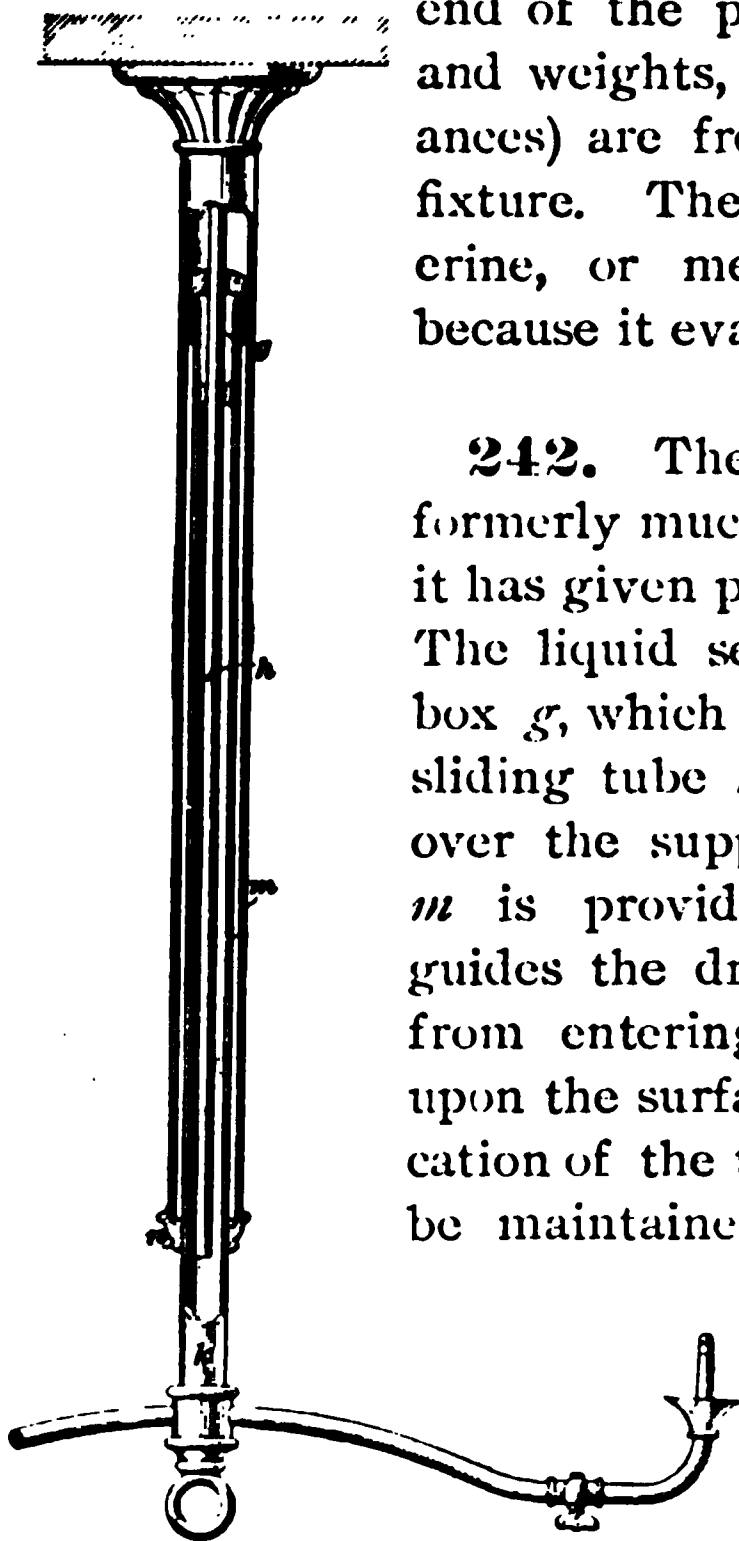 end of the p
and weights,
ances) are fre
fixture. The
erine, or me
because it eva
g
242. The
formerly muc
it has given p
The liquid se
h
box g, which
sliding tube
over the supp
m
m is provid
guides the dr
from entering
upon the surfa
cation of the
be maintaine
n
k